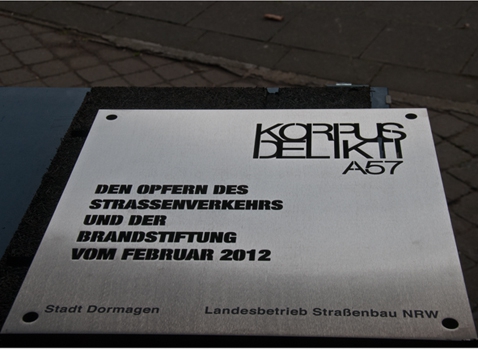 KORPUS
DELIKTI
A57
DEN OPFERN DES
STRASSENVERKEHRS
UND DER
BRANDSTIFTUNG
VOM FEBRUAR 2012
Stadt Dormagen Landesbetrieb Straßenbau NRW